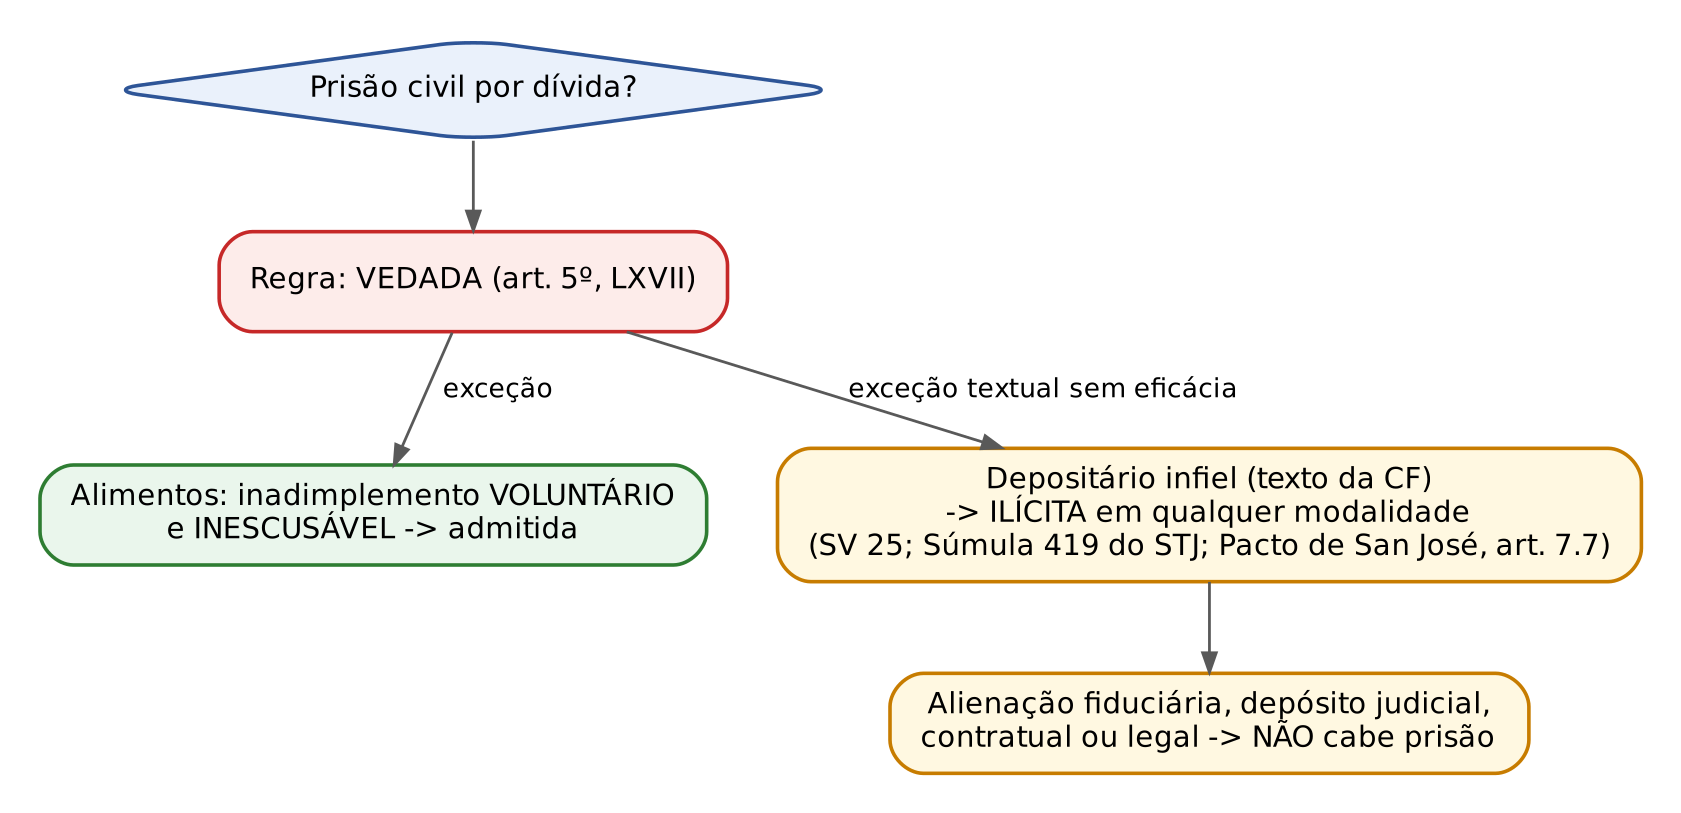 Prisão civil por dívida?
Regra: VEDADA (art. 5º, LXVII)
exceção
exceção textual sem eficácia
Alimentos: inadimplemento VOLUNTÁRIO
e INESCUSÁVEL -> admitida
Depositário infiel (texto da CF)
-> ILÍCITA em qualquer modalidade
(SV 25; Súmula 419 do STJ; Pacto de San José, art. 7.7)
Alienação fiduciária, depósito judicial,
contratual ou legal -> NÃO cabe prisão